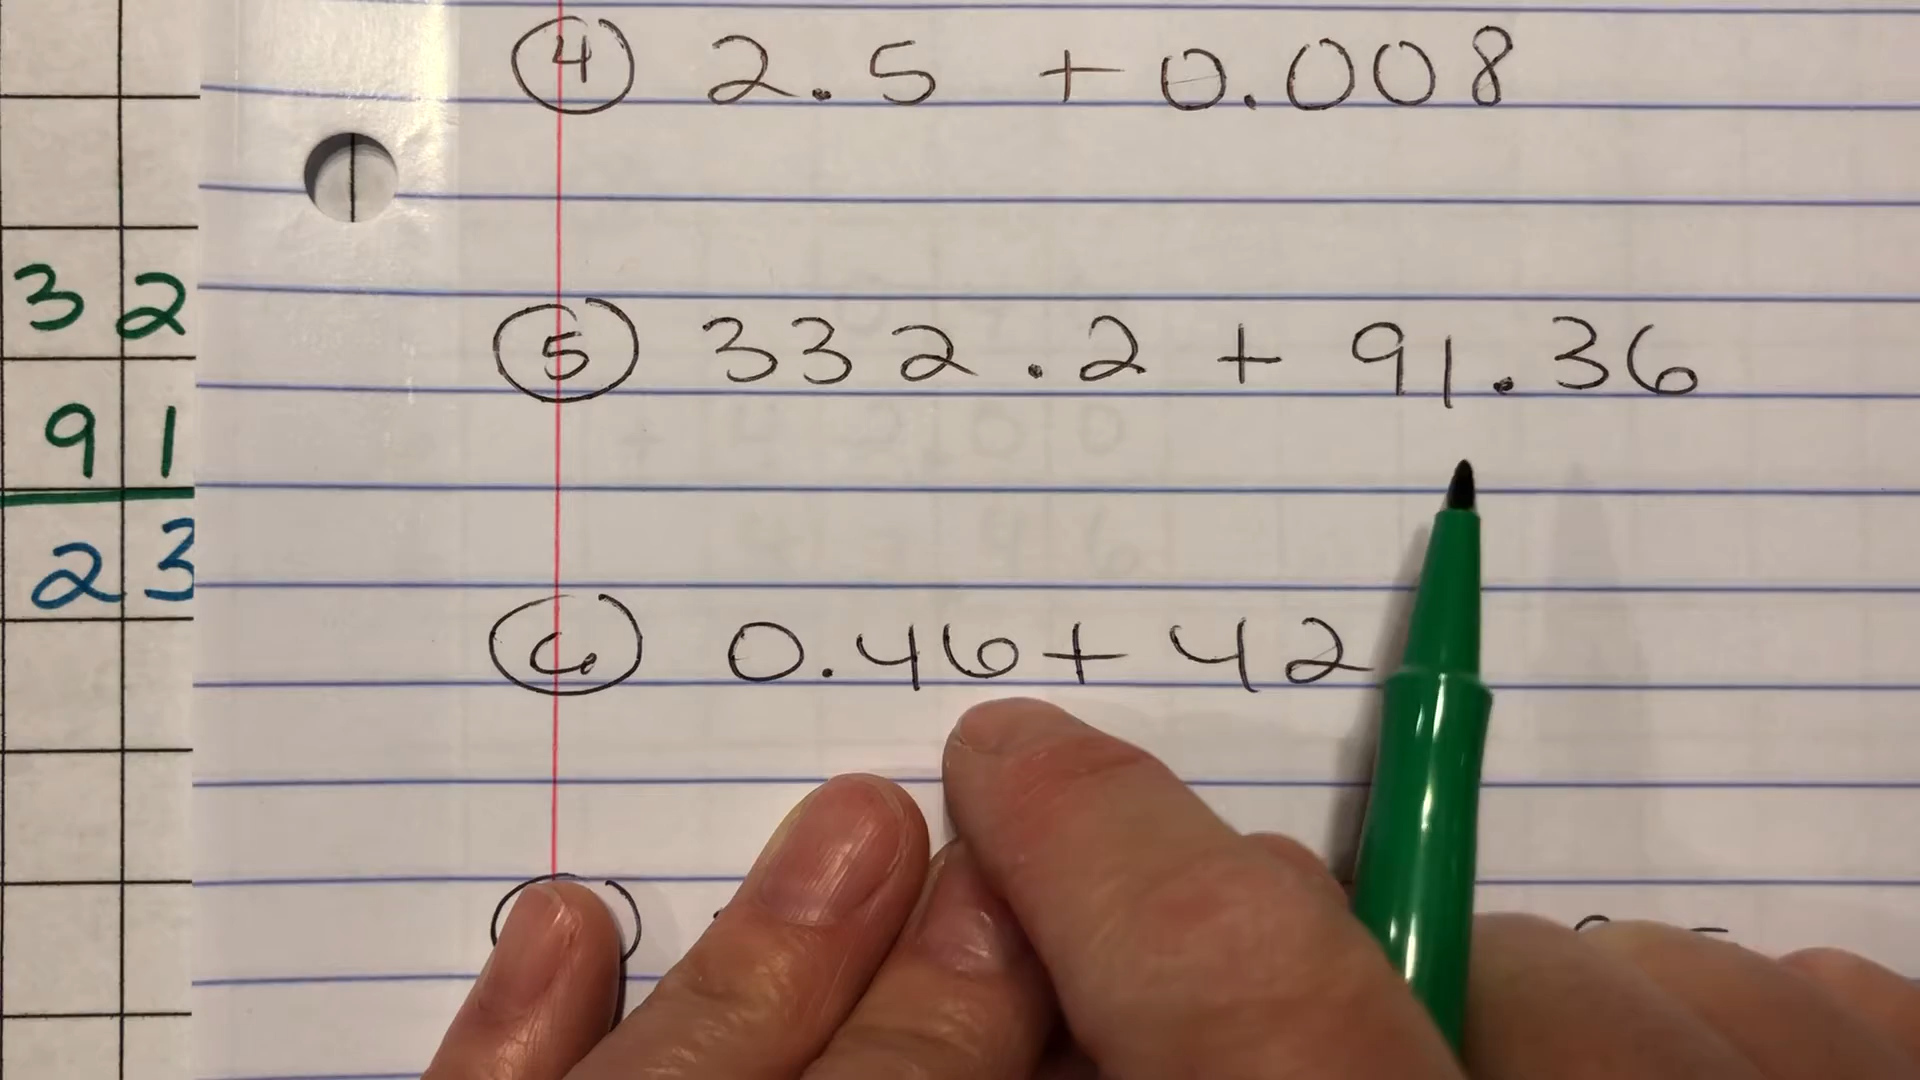 ④ 2.5 + 0.008
3 2
⑤ 332.2 + 91.36
9 1
2 3
⑥ 0.46 + 42